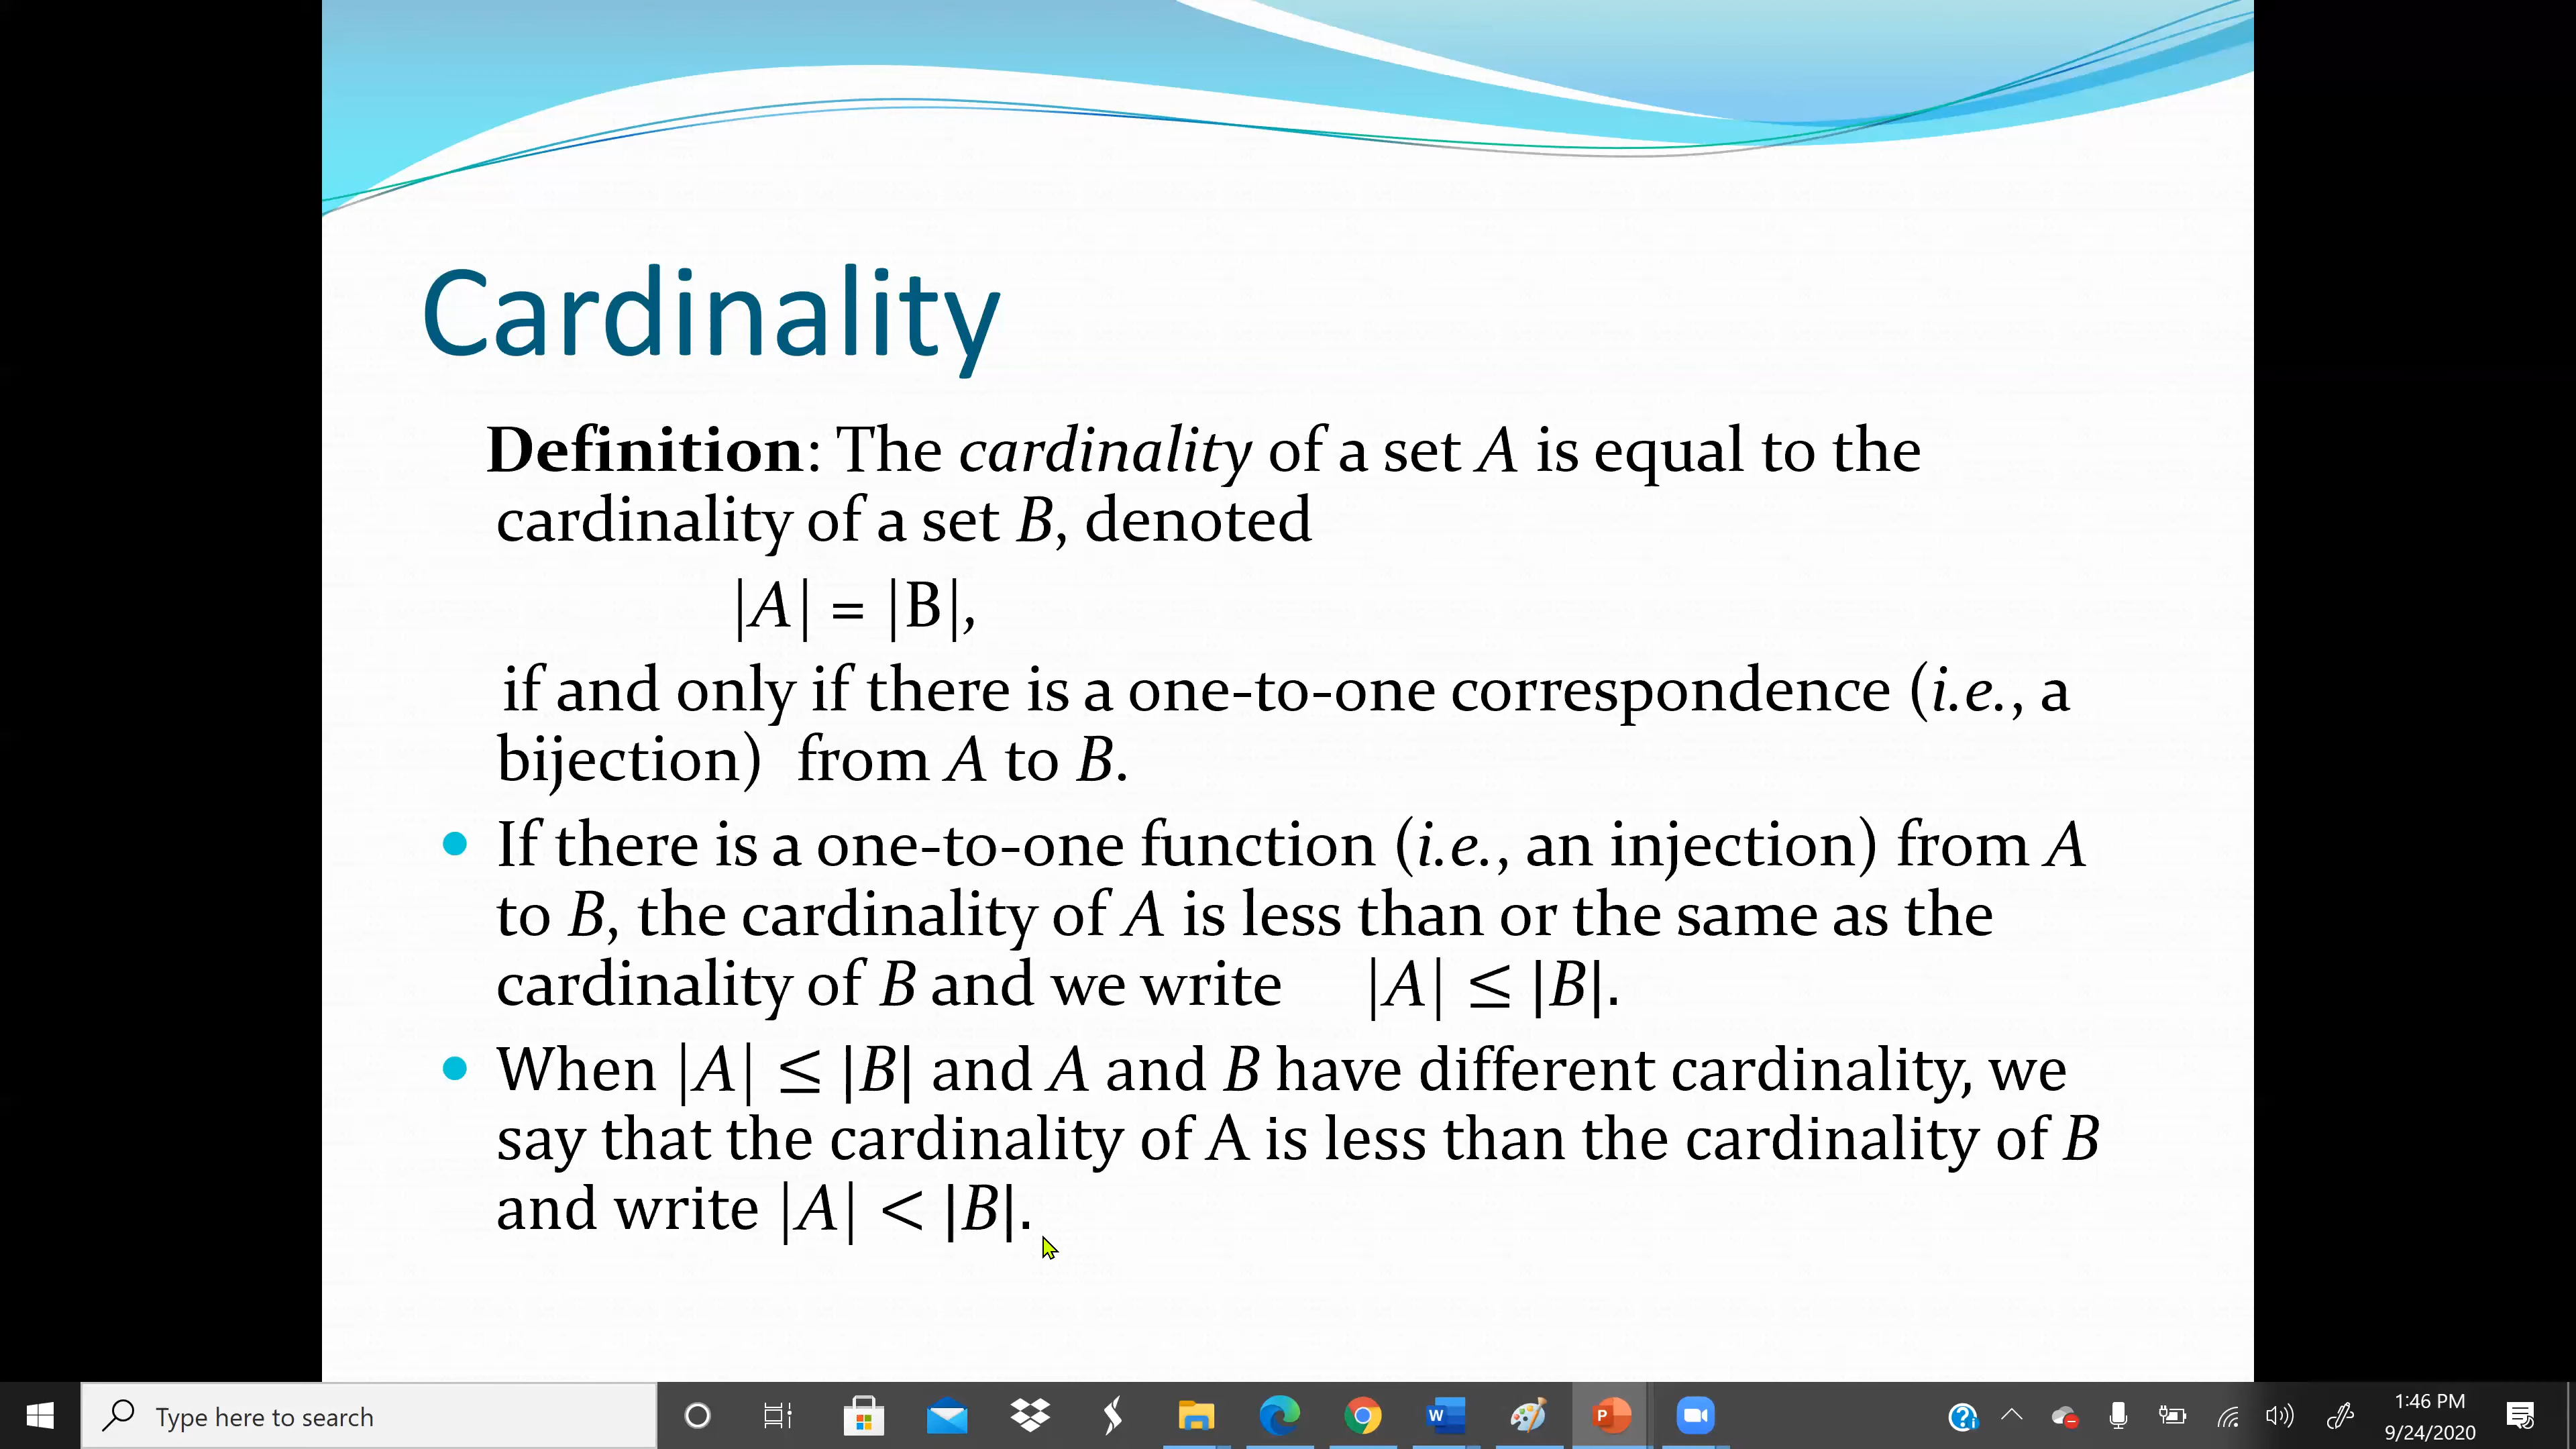 Cardinality
Definition: The cardinality of a set A is equal to the
cardinality of a set B, denoted
|A| = |B|,
if and only if there is a one-to-one correspondence (i.e., a
bijection)  from A to B.
• If there is a one-to-one function (i.e., an injection) from A
to B, the cardinality of A is less than or the same as the
cardinality of B and we write |A| ≤ |B|.
• When |A| ≤ |B| and A and B have different cardinality, we
say that the cardinality of A is less than the cardinality of B
and write |A| < |B|.
Type here to search
1:46 PM
9/24/2020